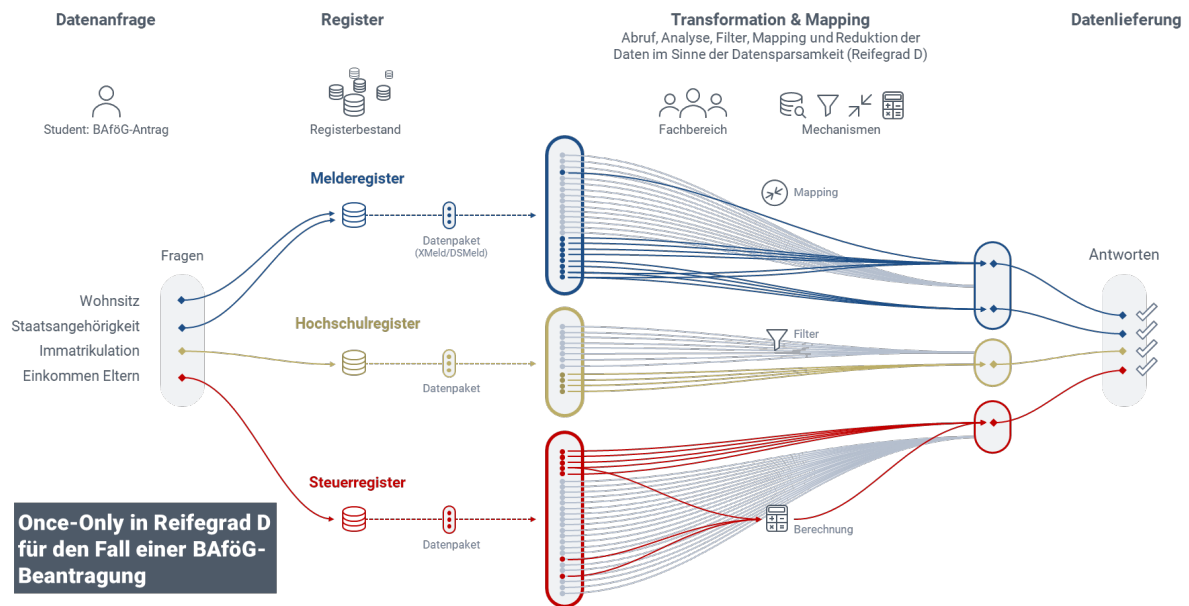 Datenanfrage
Register
Transformation & Mapping
Datenlieferung
Abruf, Analyse, Filter, Mapping und Reduktion der
Daten im Sinne der Datensparsamkeit (Reifegrad D)
Student: BAföG-Antrag
Registerbestand
Fachbereich
Mechanismen
Melderegister
Mapping
Datenpaket
(XMeld/DSMeld)
Fragen
Antworten
Wohnsitz
Staatsangehörigkeit
Immatrikulation
Einkommen Eltern
Hochschulregister
Filter
Datenpaket
Steuerregister
Datenpaket
Berechnung
Once-Only in Reifegrad D
für den Fall einer BAföG-
Beantragung